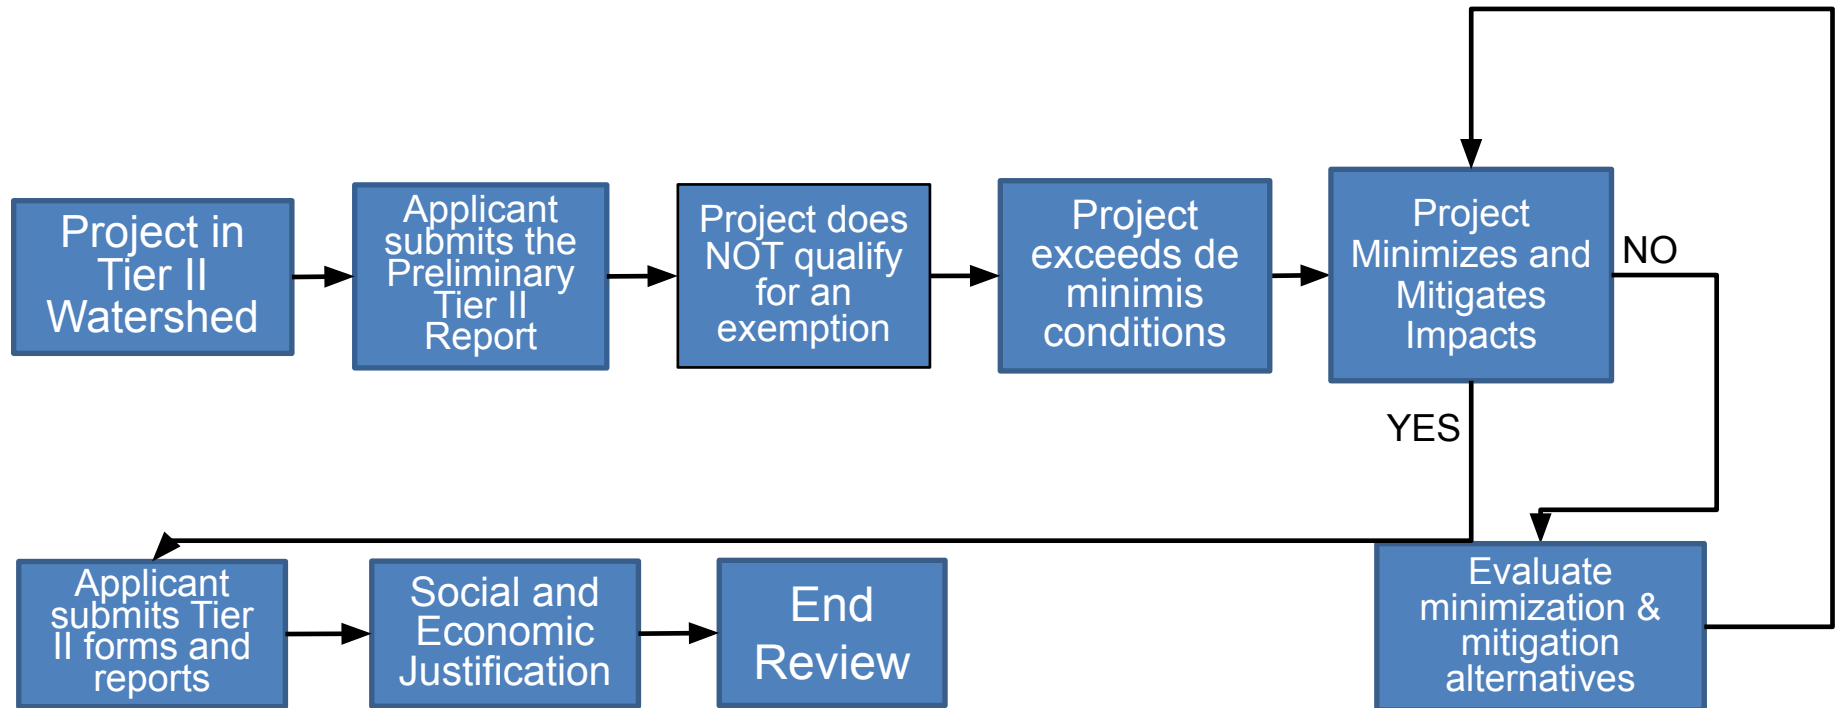 Project in
Tier II
Watershed
Applicant
submits the
Preliminary
Tier II
Report
Project does
NOT qualify
for an
exemption
Project
exceeds de
minimis
conditions
Project
Minimizes and
Mitigates
Impacts
NO
YES
Applicant
submits Tier
II forms and
reports
Social and
Economic
Justification
End
Review
Evaluate
minimization &
mitigation
alternatives